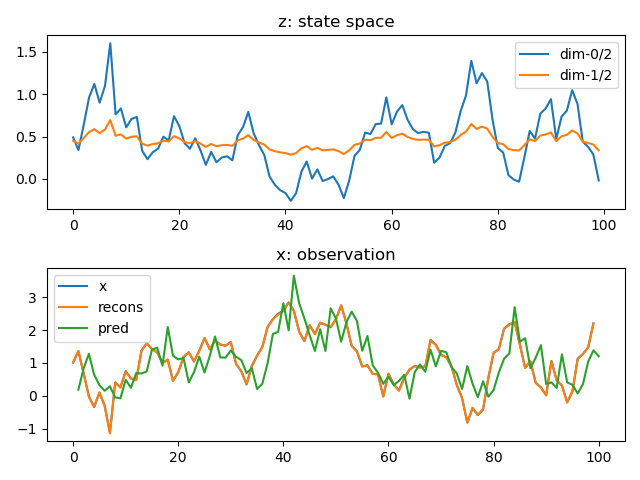 z: state space
1.5
1.0
0.5
0.0
dim-0/2
dim-1/2
0 20 40 60 80 100
x: observation
3
2
1
0
−1
x
recons
pred
0 20 40 60 80 100